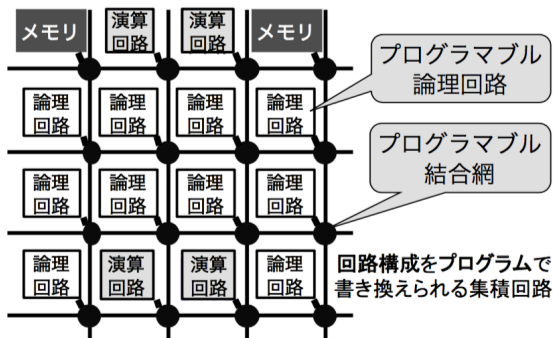 メモリ
演算
回路
演算
回路
メモリ
プログラマブル
論理回路
論理
回路
論理
回路
論理
回路
論理
回路
プログラマブル
結合網
論理
回路
論理
回路
論理
回路
論理
回路
論理
回路
演算
回路
演算
回路
論理
回路
回路構成をプログラムで
書き換えられる集積回路